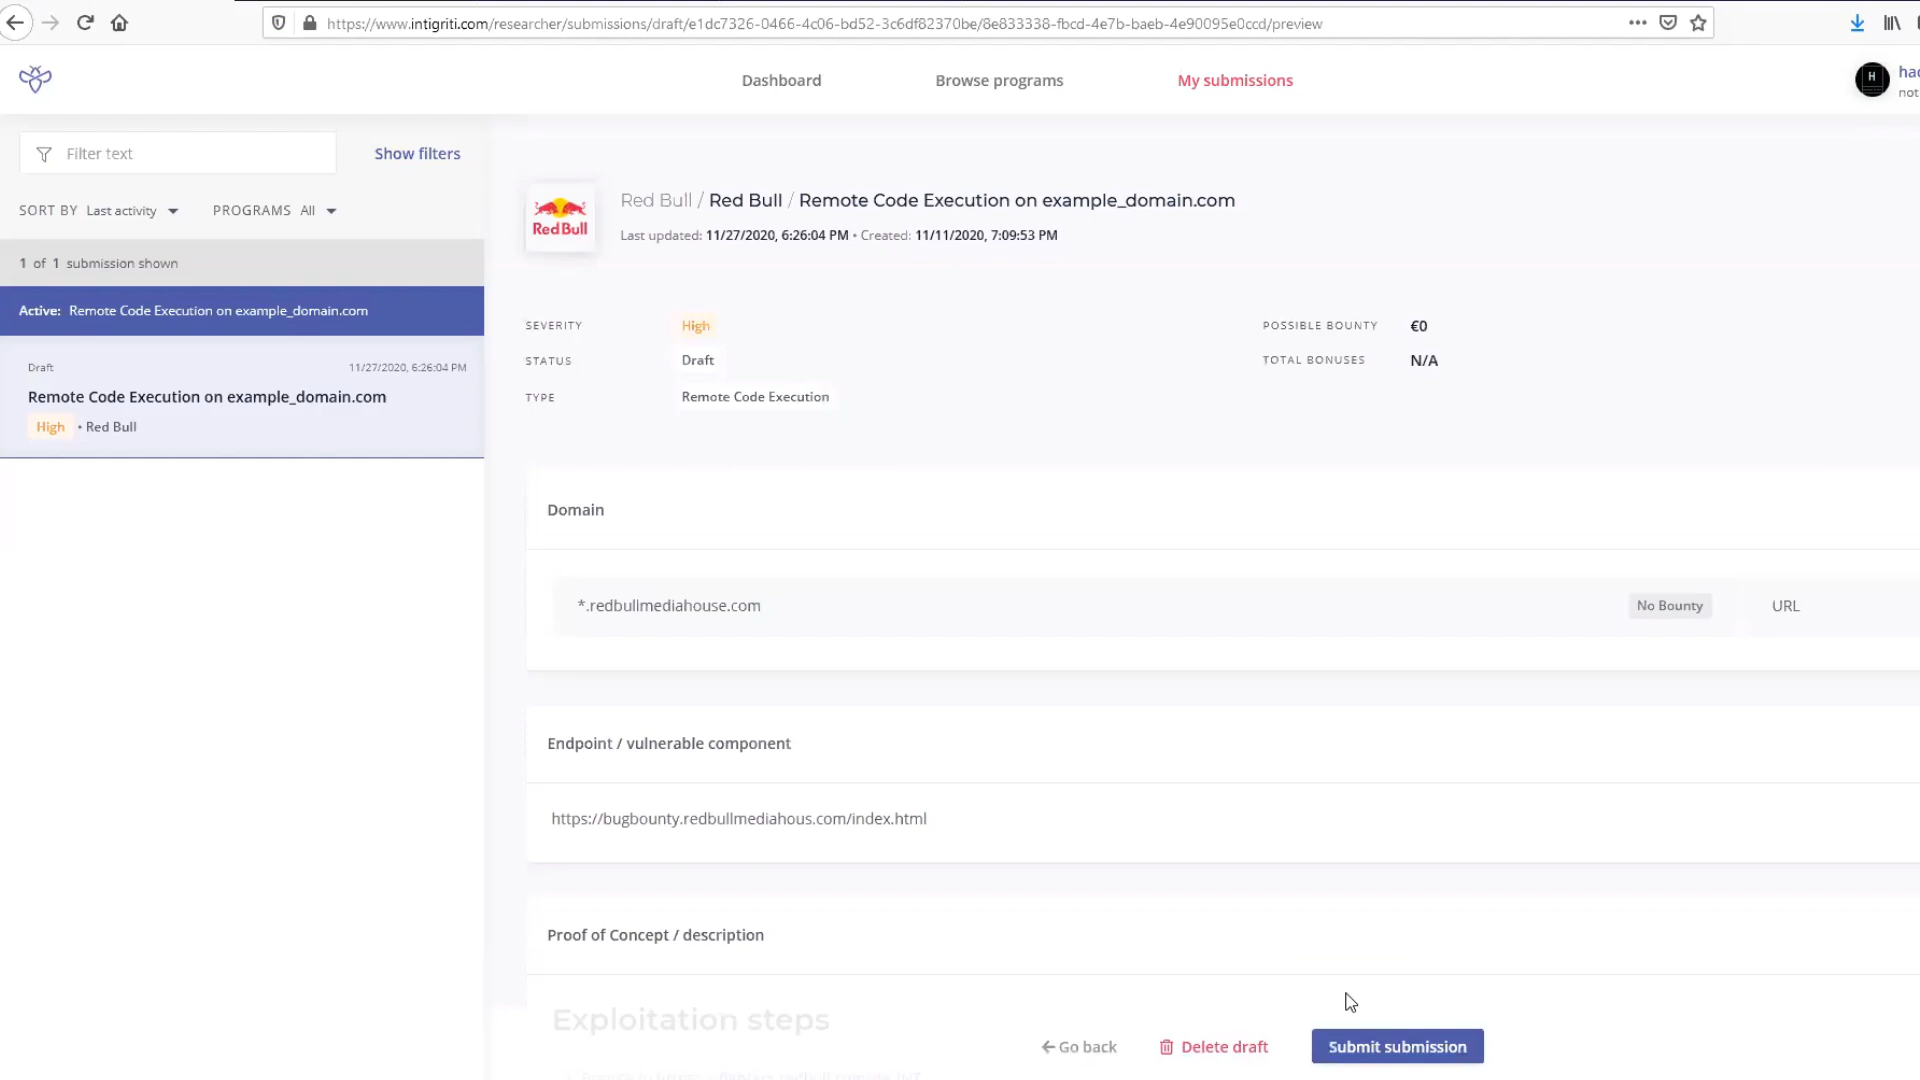 https://www.intigriti.com/researcher/submissions/draft/e1dc7326-0466-4c06-bd52-3c6df82370be/8e833338-fbcd-4e7b-baeb-4e90095e0ccd/preview
Dashboard
Browse programs
My submissions
H
hac
not
Filter text
Show filters
SORT BY Last activity
PROGRAMS All
1 of 1 submission shown
Active: Remote Code Execution on example_domain.com
Draft
11/27/2020, 6:26:04 PM
Remote Code Execution on example_domain.com
High • Red Bull
Red Bull
Red Bull / Red Bull / Remote Code Execution on example_domain.com
Last updated: 11/27/2020, 6:26:04 PM • Created: 11/11/2020, 7:09:53 PM
SEVERITY High
STATUS Draft
TYPE Remote Code Execution
POSSIBLE BOUNTY €0
TOTAL BONUSES N/A
Domain
*.redbullmediahouse.com
No Bounty
URL
Endpoint / vulnerable component
https://bugbounty.redbullmediahous.com/index.html
Proof of Concept / description
Exploitation steps
Go back
Delete draft
Submit submission